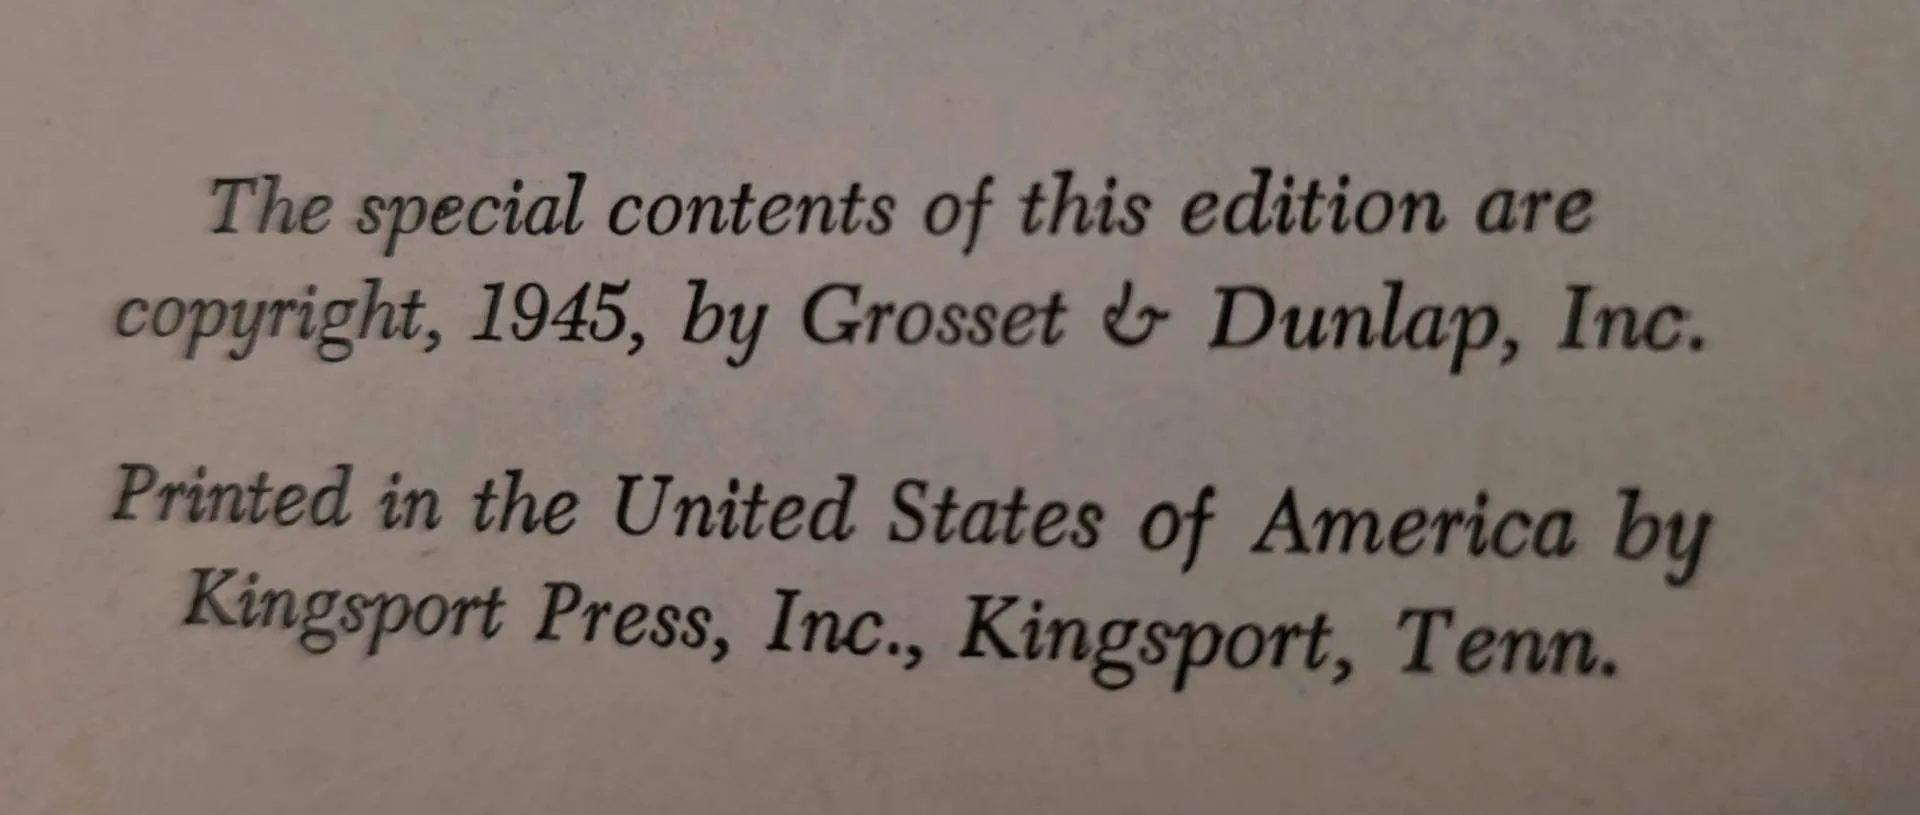 The special contents of this edition are
copyright, 1945, by Grosset & Dunlap, Inc.
Printed in the United States of America by
Kingsport Press, Inc., Kingsport, Tenn.